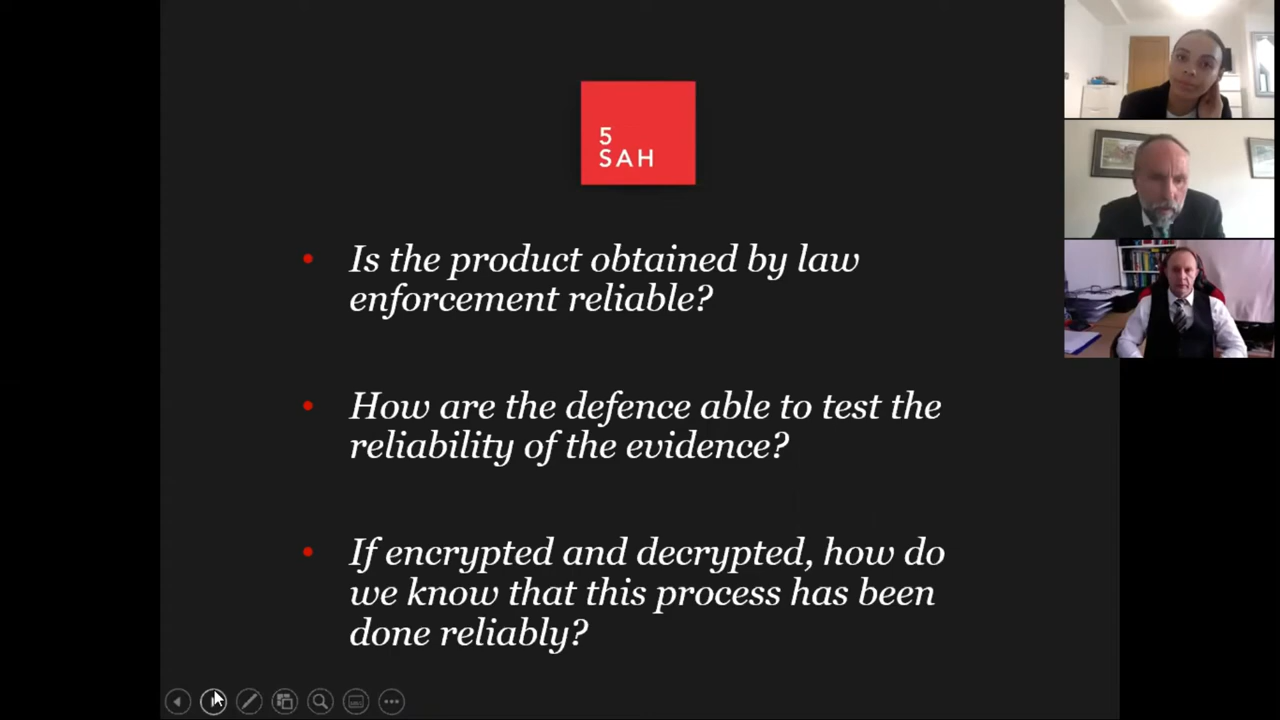 5
SAH
Is the product obtained by law
enforcement reliable?
How are the defence able to test the
reliability of the evidence?
If encrypted and decrypted, how do
we know that this process has been
done reliably?